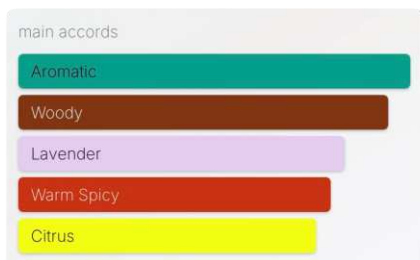 main accords
Aromatic
Woody
Lavender
Warm Spicy
Citrus